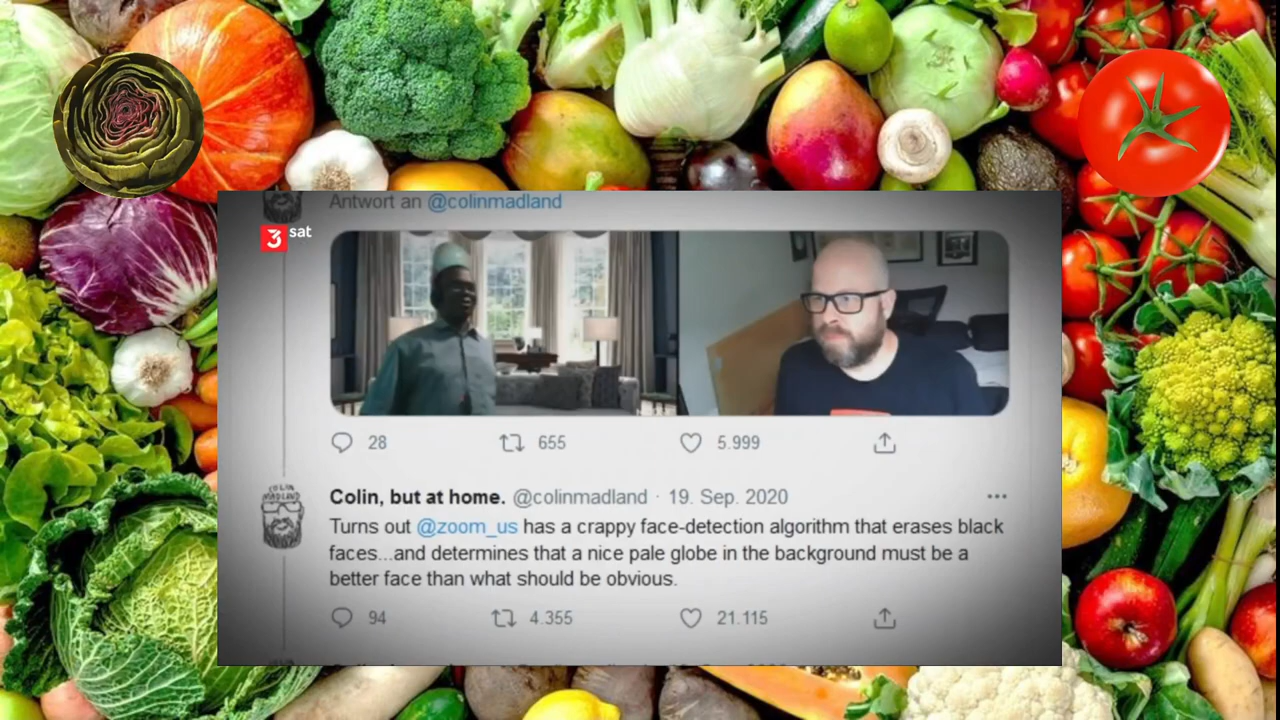 Antwort an @colinmadland
3sat
28 655 5.999
COLIN
MADLAND
Colin, but at home. @colinmadland · 19. Sep. 2020
Turns out @zoom_us has a crappy face-detection algorithm that erases black
faces...and determines that a nice pale globe in the background must be a
better face than what should be obvious.
94 4.355 21.115